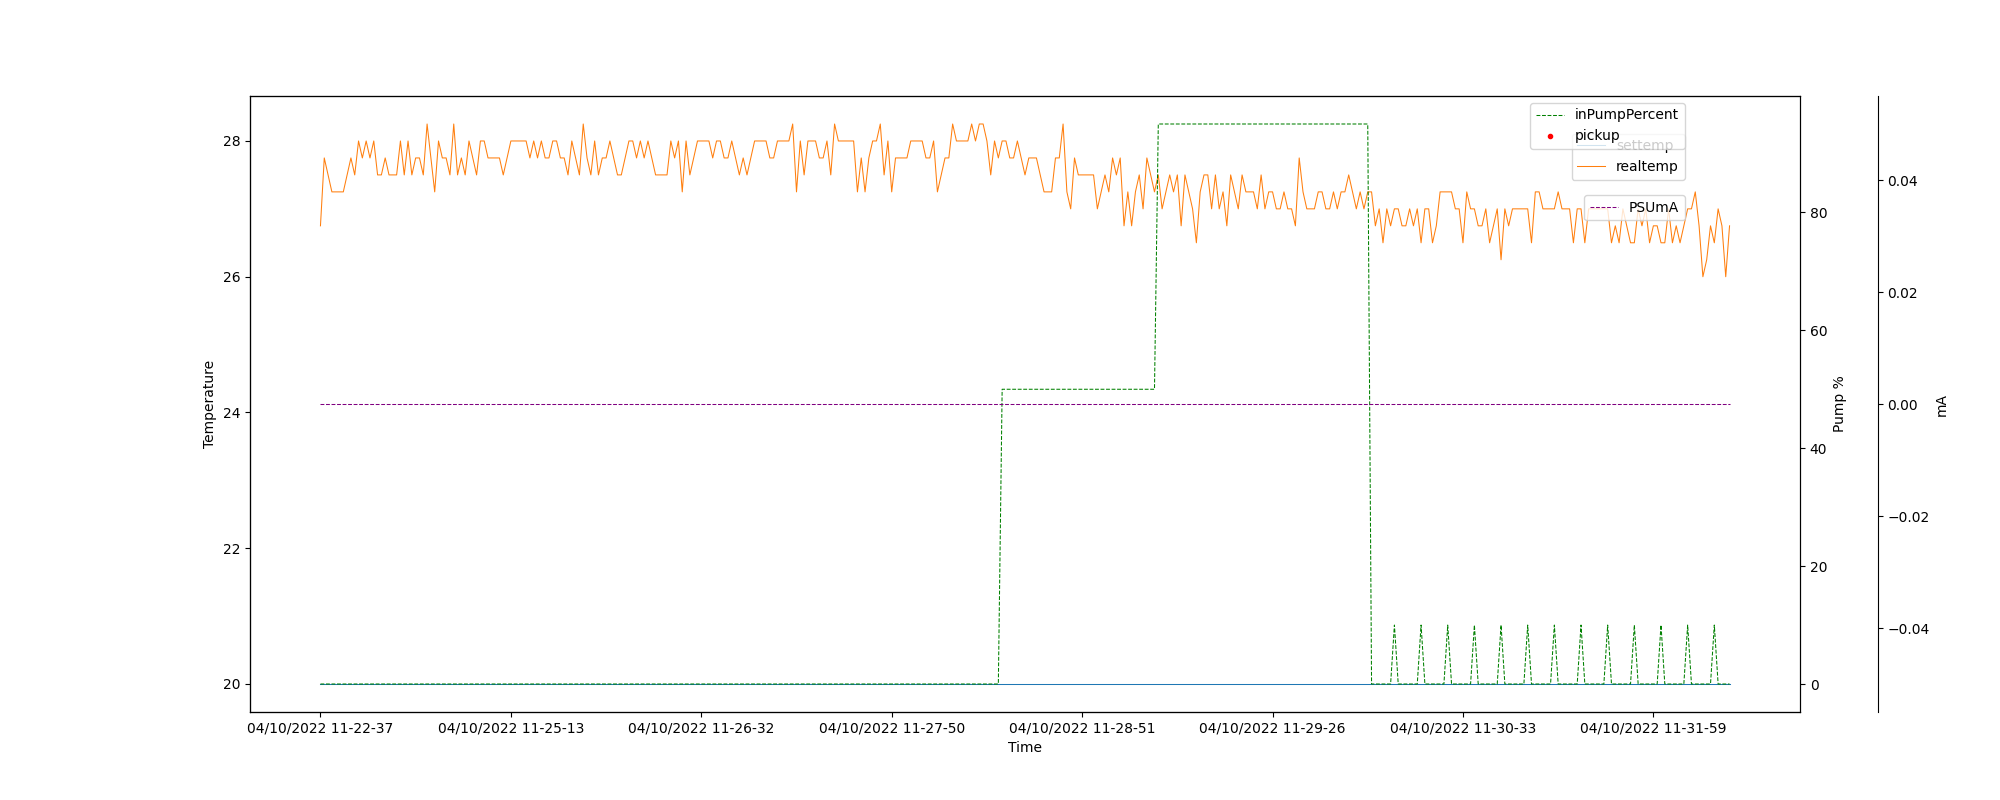 inPumpPercent
pickup
settemp
realtemp
PSUmA
28
26
24
22
20
Temperature
80
60
40
20
0
Pump %
0.04
0.02
0.00
−0.02
−0.04
mA
04/10/2022 11-22-37 04/10/2022 11-25-13 04/10/2022 11-26-32 04/10/2022 11-27-50 04/10/2022 11-28-51 04/10/2022 11-29-26 04/10/2022 11-30-33 04/10/2022 11-31-59
Time